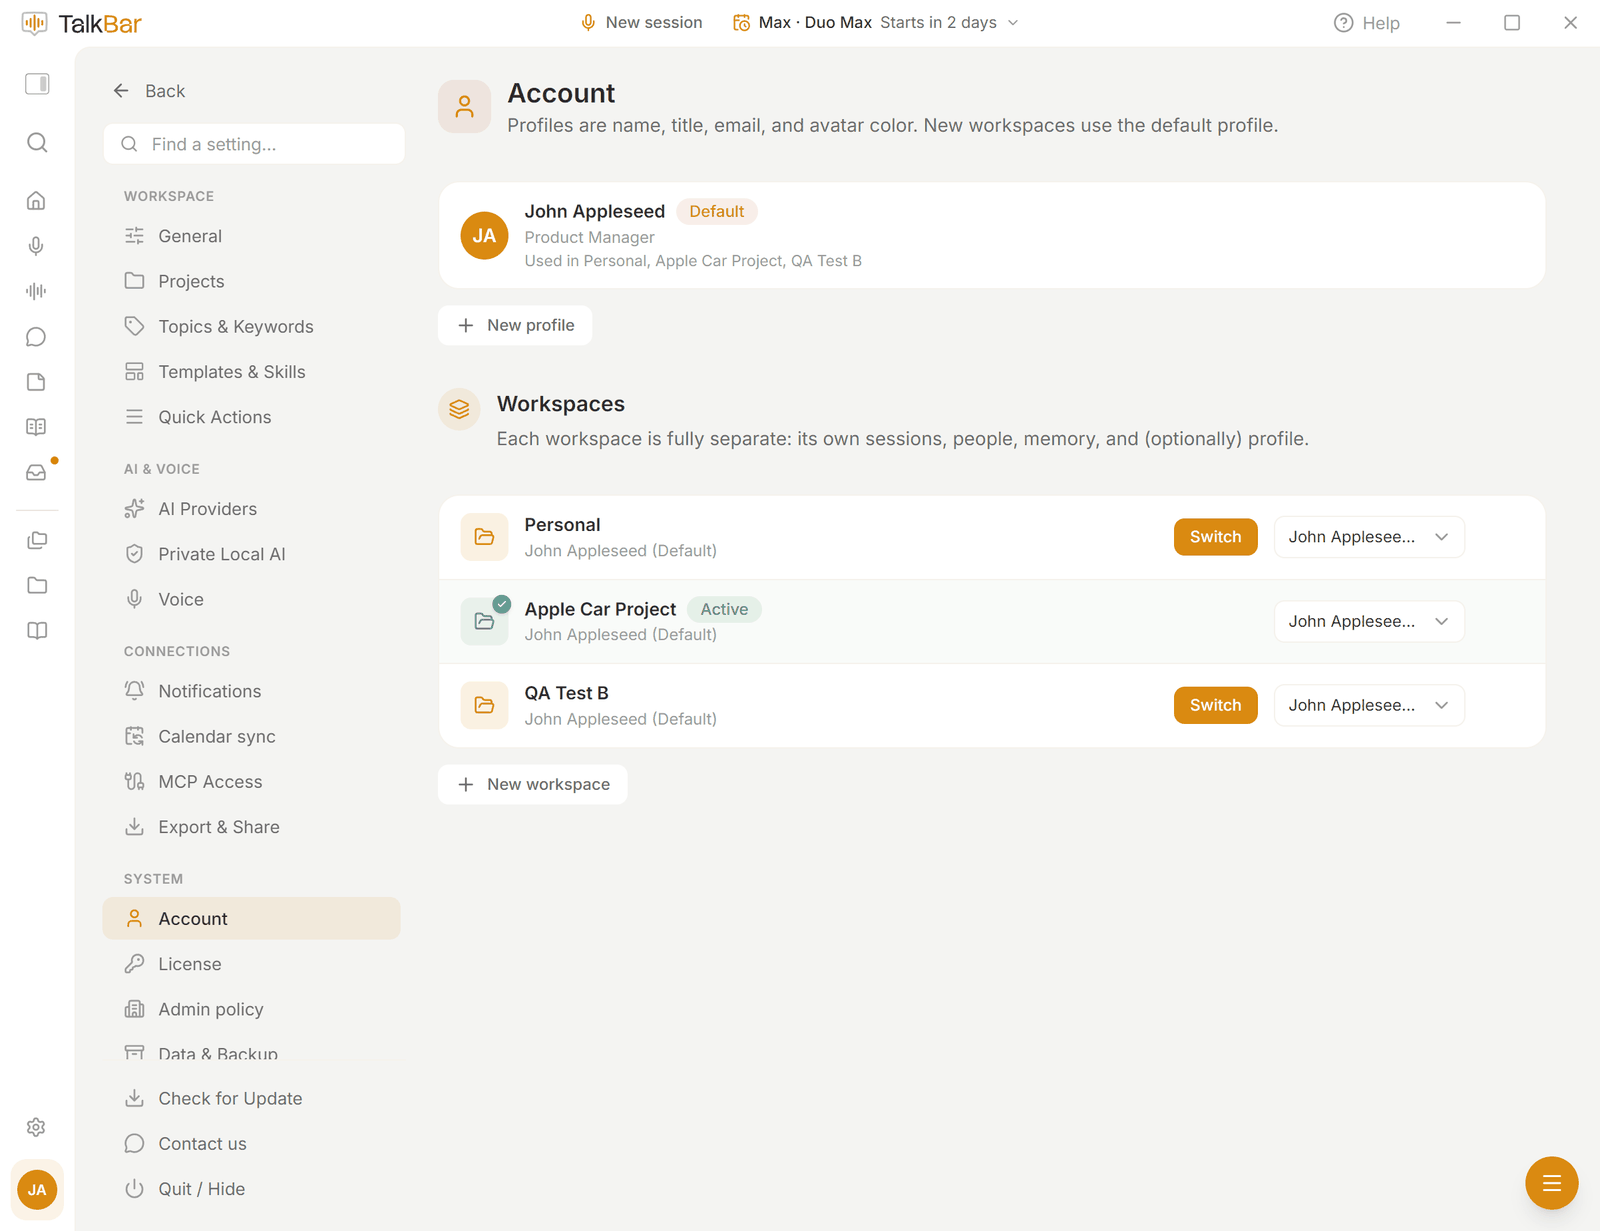 TalkBar
New session
Max · Duo Max Starts in 2 days
Help
Back
Find a setting...
WORKSPACE
General
Projects
Topics & Keywords
Templates & Skills
Quick Actions
AI & VOICE
AI Providers
Private Local AI
Voice
CONNECTIONS
Notifications
Calendar sync
MCP Access
Export & Share
SYSTEM
Account
License
Admin policy
Data & Backup
Check for Update
Contact us
Quit / Hide
JA
Account
Profiles are name, title, email, and avatar color. New workspaces use the default profile.
JA
John Appleseed Default
Product Manager
Used in Personal, Apple Car Project, QA Test B
New profile
Workspaces
Each workspace is fully separate: its own sessions, people, memory, and (optionally) profile.
Personal
John Appleseed (Default)
Switch
John Applesee...
Apple Car Project Active
John Appleseed (Default)
John Applesee...
QA Test B
John Appleseed (Default)
Switch
John Applesee...
New workspace